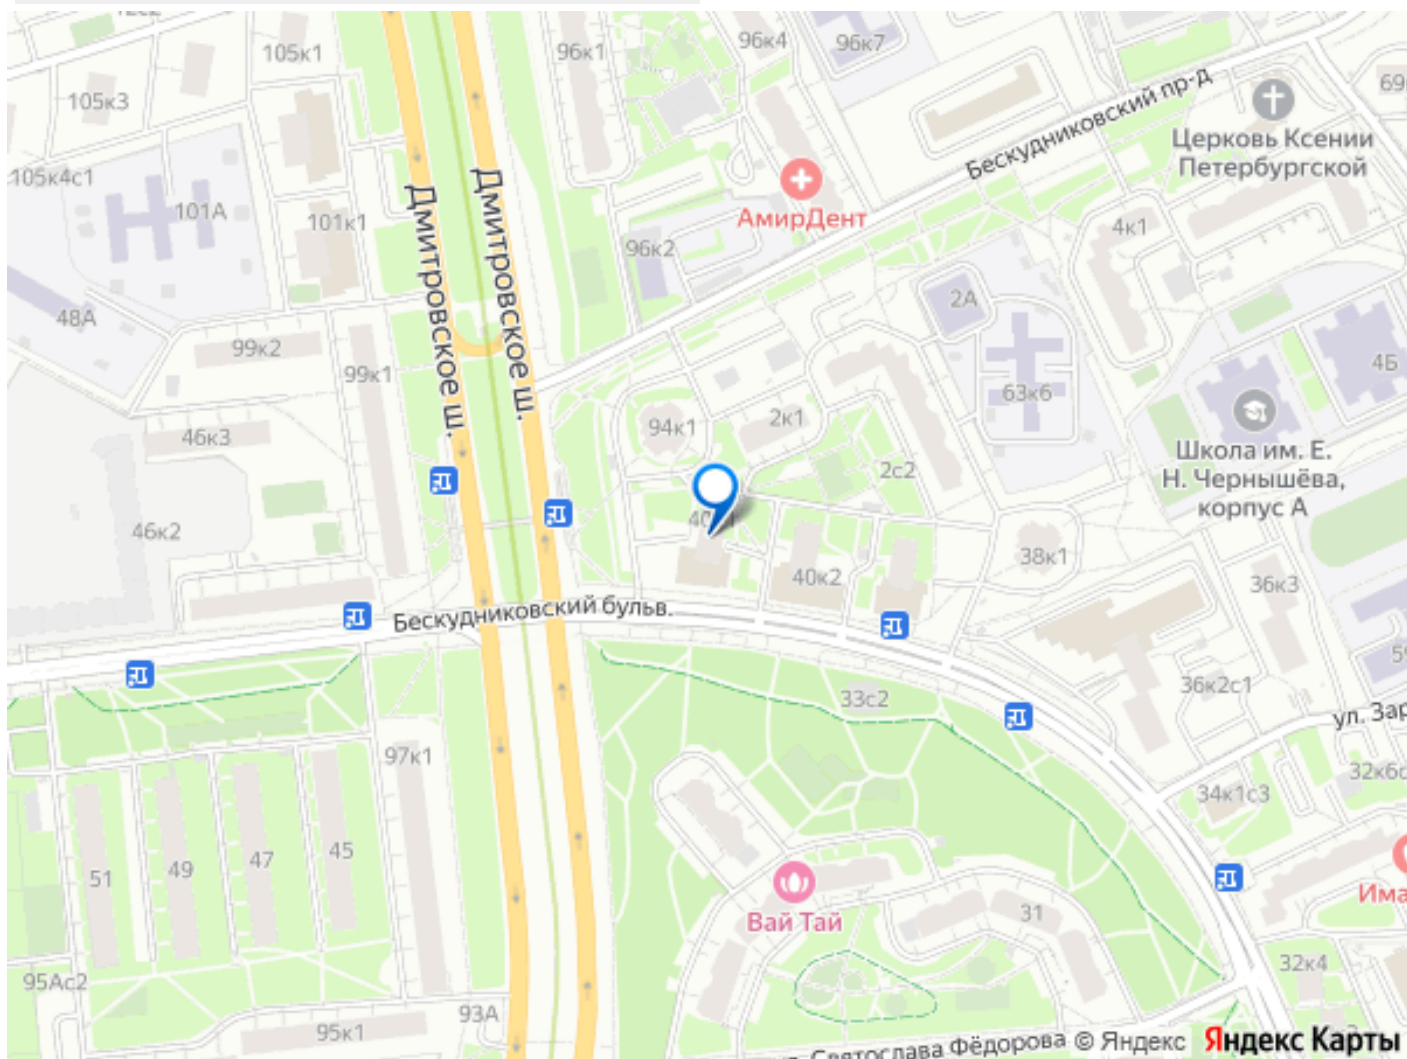 105к1
96к1
96к4
96к7
105к3
69
Бескудниковский пр-д
Церковь Ксении
Петербургской
105к4с1
101А
101к1
Дмитровское ш.
Дмитровское ш.
АмирДент
96к2
4к1
2А
48А
99к2
99к1
63к6
4Б
46к3
94к1
2к1
2с2
Школа им. Е.
Н. Чернышёва,
корпус А
46к2
40к2
38к1
36к3
Бескудниковский бульв.
33с2
36к2с1
ул. Зар
97к1
32к6с
34к1с3
51
49
47
45
Вай Тай
31
Има
95Ас2
93А
95к1
32к4
Святослава Фёдорова
© Яндекс
Яндекс Карты